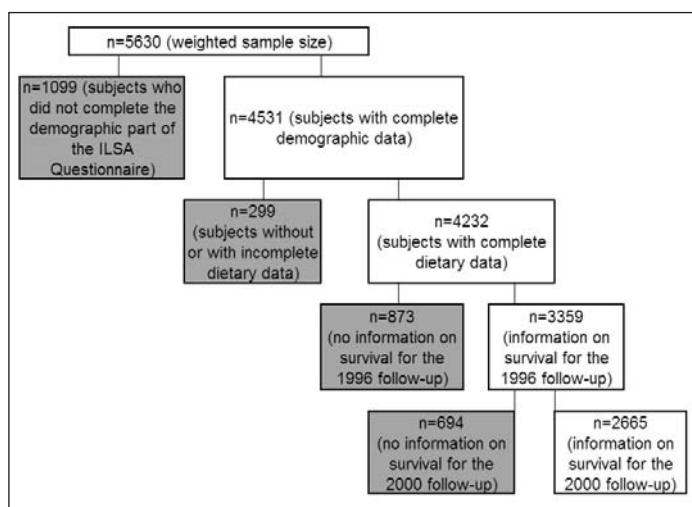 n=5630 (weighted sample size)
n=1099 (subjects who
did not complete the
demographic part of
the ILSA
Questionnaire)
n=4531 (subjects with complete
demographic data)
n=299
(subjects without
or with incomplete
dietary data)
n=4232
(subjects with complete
dietary data)
n=873
(no information on
survival for the
1996 follow-up)
n=3359
(information on
survival for the
1996 follow-up)
n=694
(no information on
survival for the
2000 follow-up)
n=2665
(information on
survival for the
2000 follow-up)